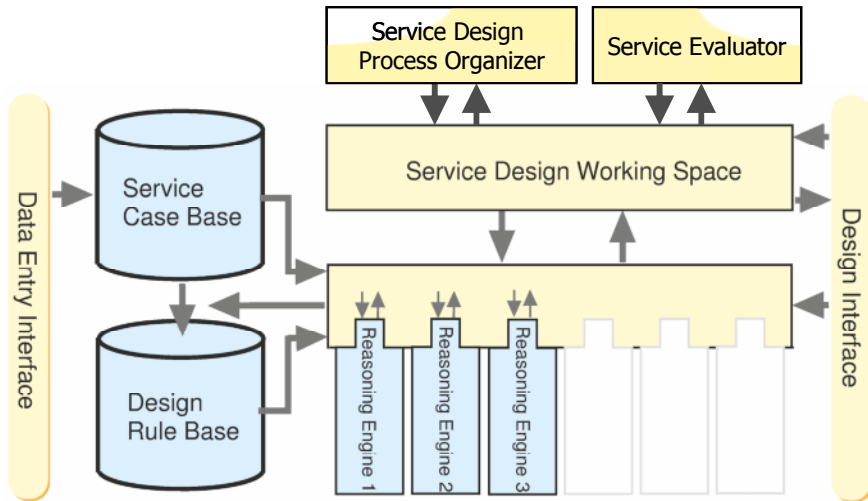 Service Design
Process Organizer
Service Evaluator
Data Entry Interface
Service
Case Base
Service Design Working Space
Design Interface
Design
Rule Base
Reasoning Engine 1
Reasoning Engine 2
Reasoning Engine 3